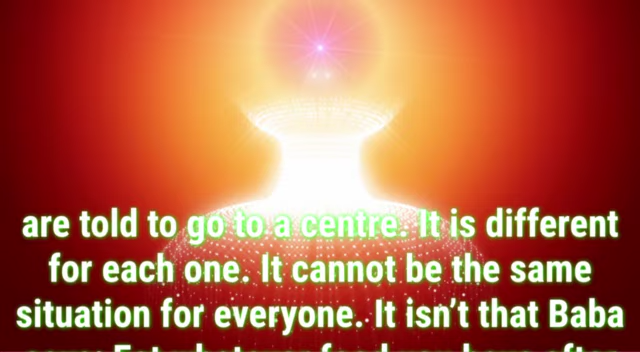 are told to go to a centre. It is different
for each one. It cannot be the same
situation for everyone. It isn't that Baba